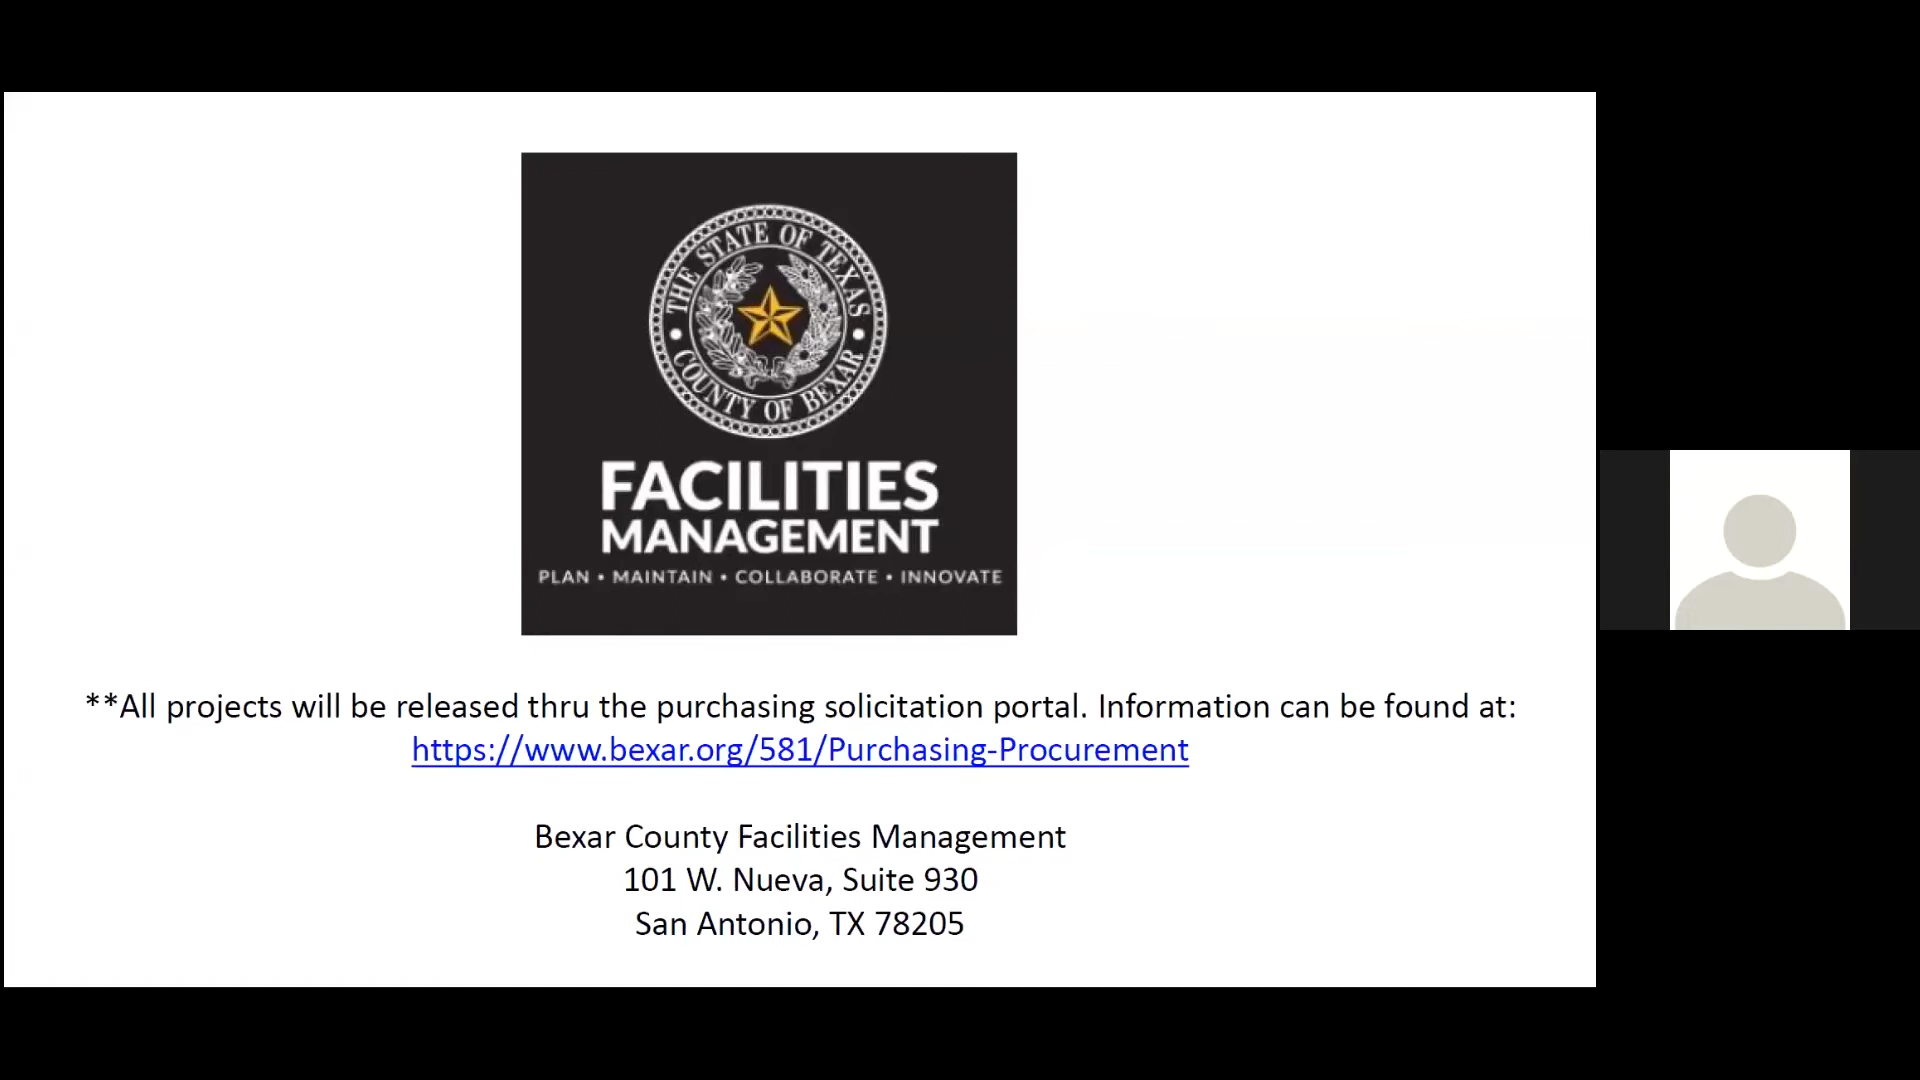 THE STATE OF TEXAS
COUNTY OF BEXAR
FACILITIES
MANAGEMENT
PLAN • MAINTAIN • COLLABORATE • INNOVATE
**All projects will be released thru the purchasing solicitation portal. Information can be found at:
https://www.bexar.org/581/Purchasing-Procurement
Bexar County Facilities Management
101 W. Nueva, Suite 930
San Antonio, TX 78205